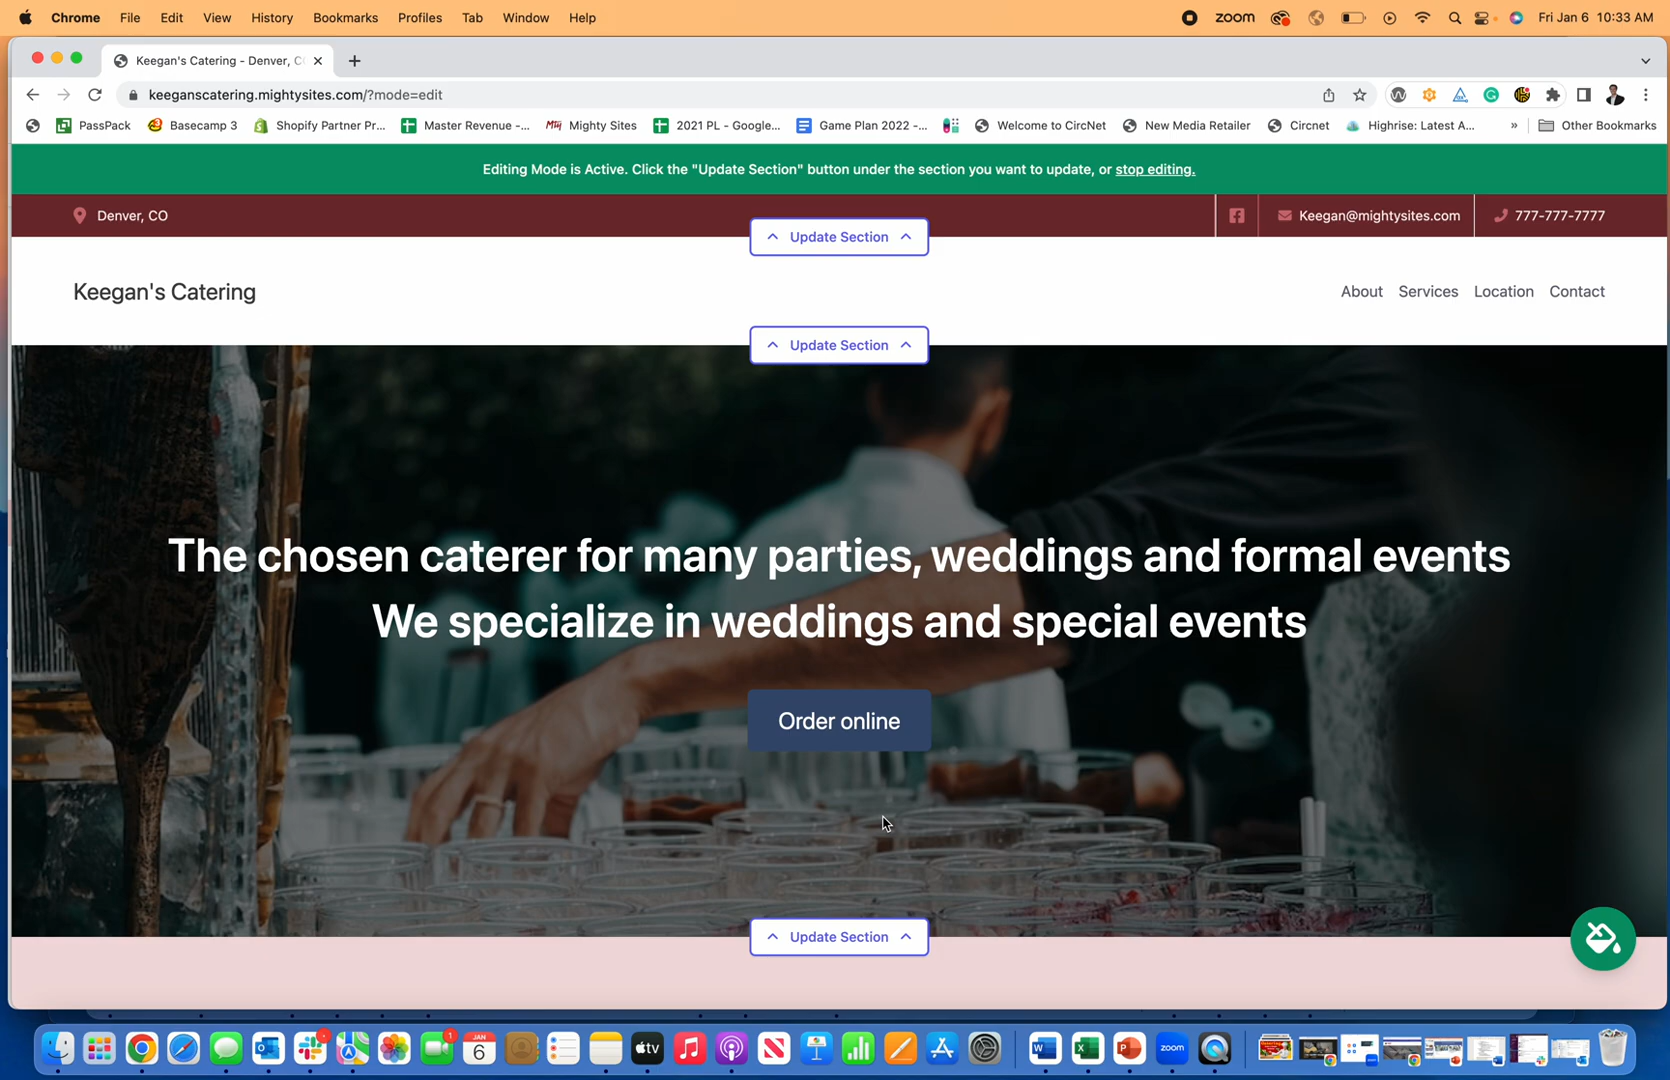 Chrome File Edit View History Bookmarks Profiles Tab Window Help
zoom Fri Jan 6 10:33 AM
Keegan's Catering - Denver, C
keeganscatering.mightysites.com/?mode=edit
PassPack Basecamp 3 Shopify Partner Pr... Master Revenue -... Mighty Sites 2021 PL - Google... Game Plan 2022 -... Welcome to CircNet New Media Retailer Circnet Highrise: Latest A... » Other Bookmarks
Editing Mode is Active. Click the "Update Section" button under the section you want to update, or stop editing.
Denver, CO
Keegan@mightysites.com
777-777-7777
Update Section
Keegan's Catering
About Services Location Contact
Update Section
The chosen caterer for many parties, weddings and formal events
We specialize in weddings and special events
Order online
Update Section
JAN
6
tv
zoom